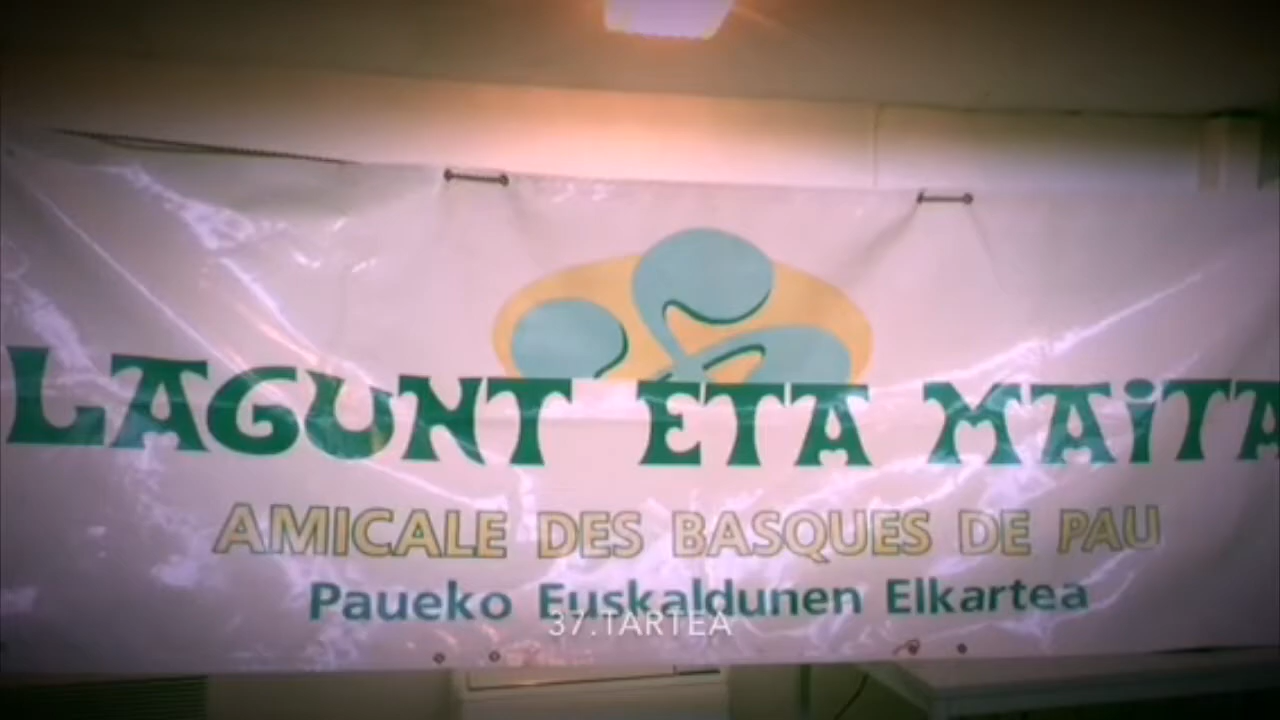 LAGUNT ETA MAiTA
AMICALE DES BASQUES DE PAU
Paueko Euskaldunen Elkartea
37.TARTEA